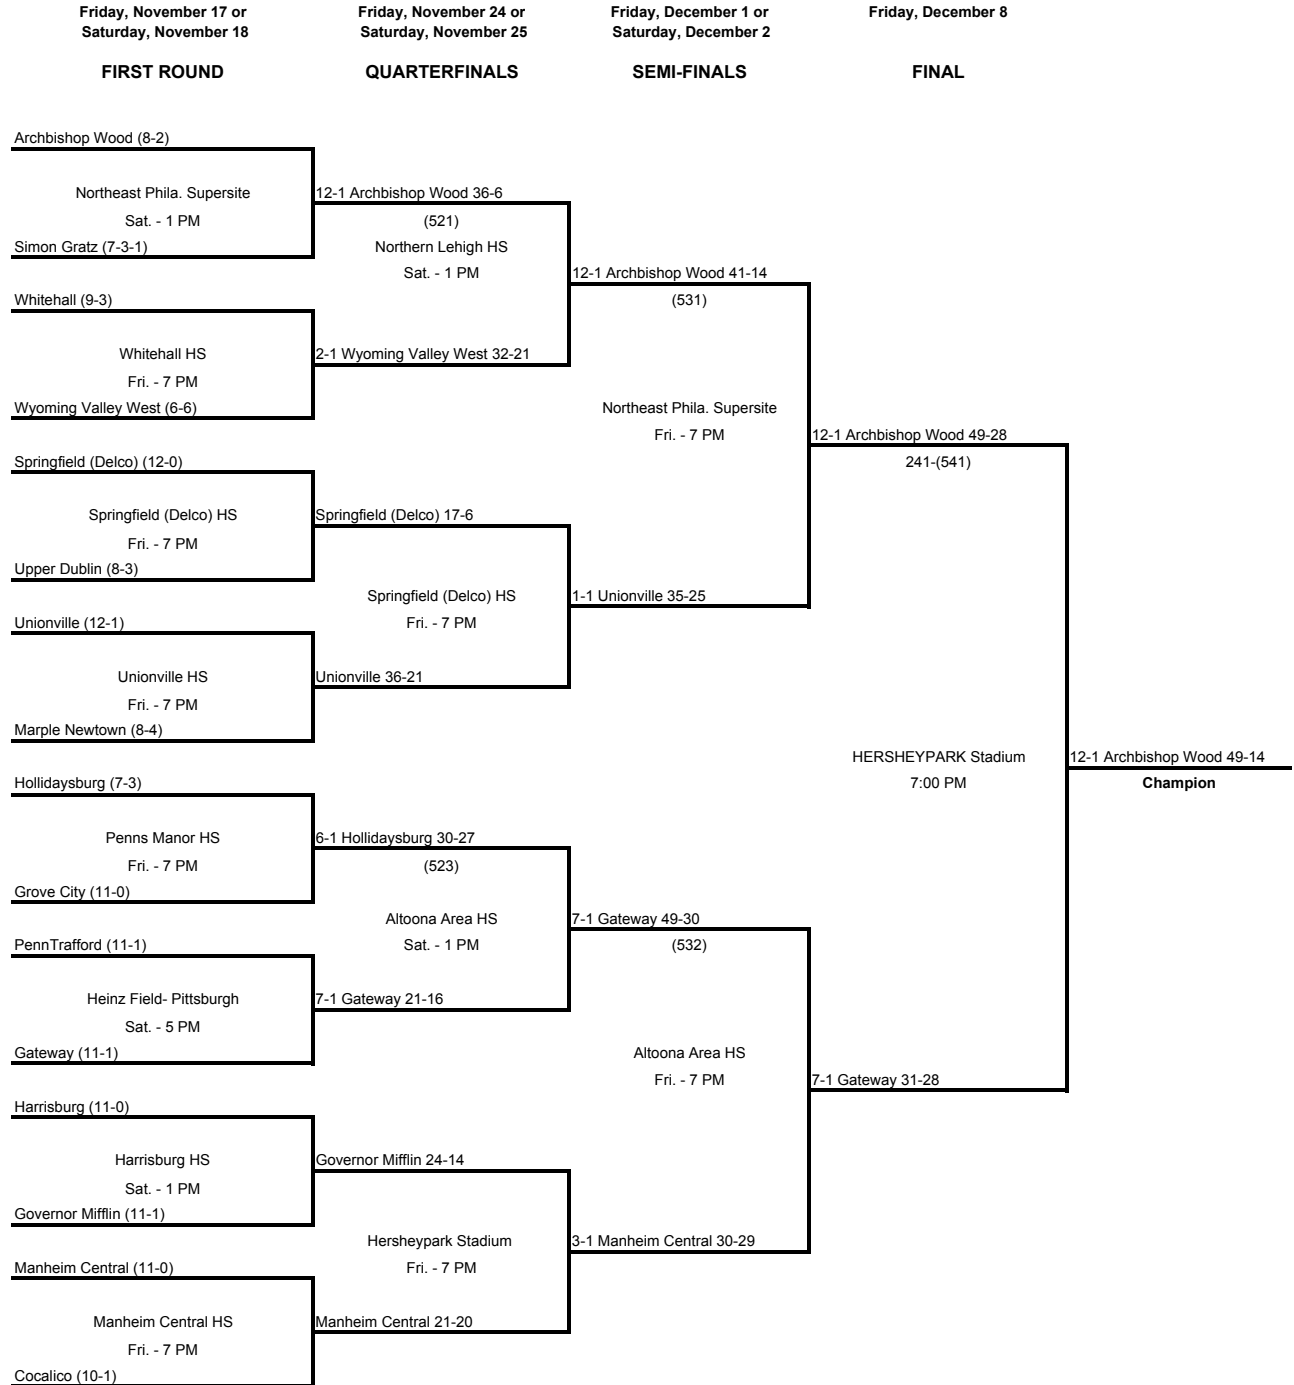 Friday, November 17 or
Saturday, November 18
FIRST ROUND
Friday, November 24 or
Saturday, November 25
QUARTERFINALS
Friday, December 1 or
Saturday, December 2
SEMI-FINALS
Friday, December 8
FINAL
Archbishop Wood (8-2)
Northeast Phila. Supersite
Sat. - 1 PM
Simon Gratz (7-3-1)
Whitehall (9-3)
Whitehall HS
Fri. - 7 PM
Wyoming Valley West (6-6)
Springfield (Delco) (12-0)
Springfield (Delco) HS
Fri. - 7 PM
Upper Dublin (8-3)
Unionville (12-1)
Unionville HS
Fri. - 7 PM
Marple Newtown (8-4)
Hollidaysburg (7-3)
Penns Manor HS
Fri. - 7 PM
Grove City (11-0)
PennTrafford (11-1)
Heinz Field- Pittsburgh
Sat. - 5 PM
Gateway (11-1)
Harrisburg (11-0)
Harrisburg HS
Sat. - 1 PM
Governor Mifflin (11-1)
Manheim Central (11-0)
Manheim Central HS
Fri. - 7 PM
Cocalico (10-1)
12-1 Archbishop Wood 36-6
(521)
Northern Lehigh HS
Sat. - 1 PM
2-1 Wyoming Valley West 32-21
Springfield (Delco) 17-6
Springfield (Delco) HS
Fri. - 7 PM
Unionville 36-21
6-1 Hollidaysburg 30-27
(523)
Altoona Area HS
Sat. - 1 PM
7-1 Gateway 21-16
Governor Mifflin 24-14
Hersheypark Stadium
Fri. - 7 PM
Manheim Central 21-20
12-1 Archbishop Wood 41-14
(531)
Northeast Phila. Supersite
Fri. - 7 PM
1-1 Unionville 35-25
7-1 Gateway 49-30
(532)
Altoona Area HS
Fri. - 7 PM
3-1 Manheim Central 30-29
12-1 Archbishop Wood 49-28
241-(541)
HERSHEYPARK Stadium
7:00 PM
7-1 Gateway 31-28
12-1 Archbishop Wood 49-14
Champion